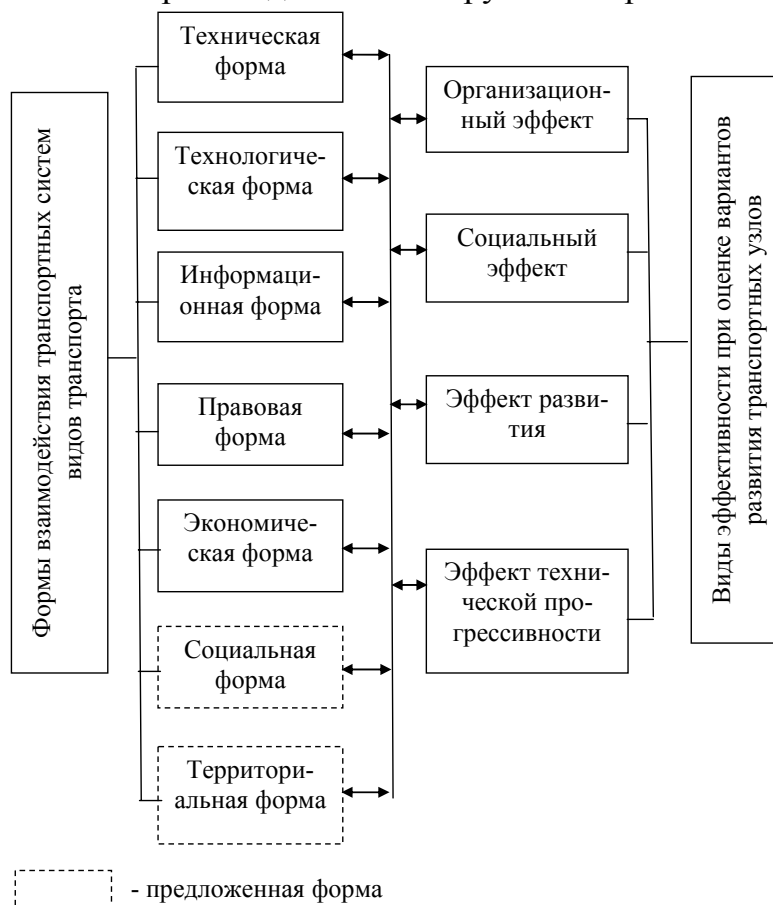 Формы взаимодействия транспортных систем
видов транспорта
Техническая
форма
Технологиче-
ская форма
Информаци-
онная форма
Правовая
форма
Экономиче-
ская форма
Социальная
форма
Территори-
альная форма
Организацион-
ный эффект
Социальный
эффект
Эффект разви-
тия
Эффект техни-
ческой про-
грессивности
Виды эффективности при оценке вариантов
развития транспортных узлов
- предложенная форма